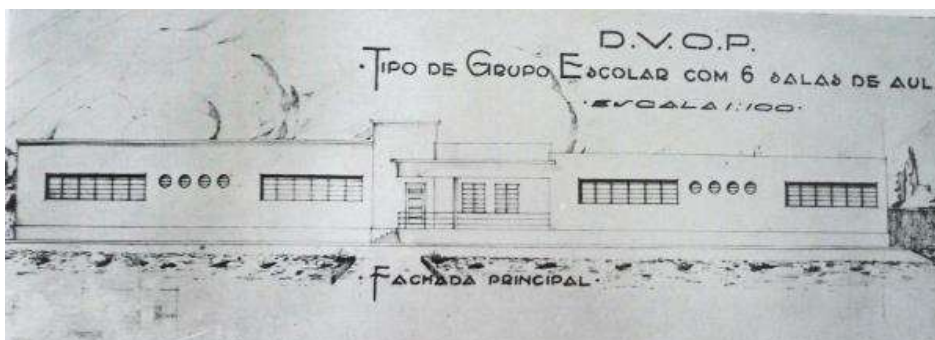 D.V.O.P.
·TIPO DE GRUPO ESCOLAR COM 6 SALAS DE AUL
·ESCALA 1:100·
·FACHADA PRINCIPAL·